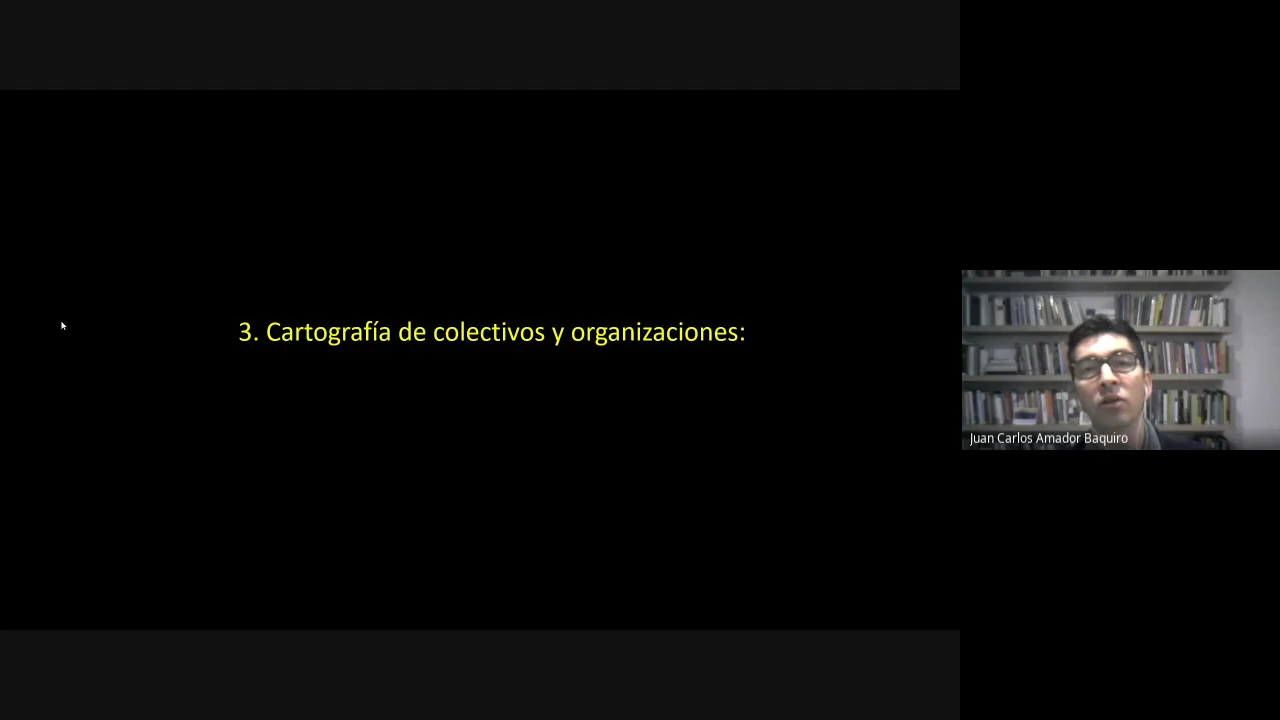 3. Cartografía de colectivos y organizaciones:
Juan Carlos Amador Baquiro